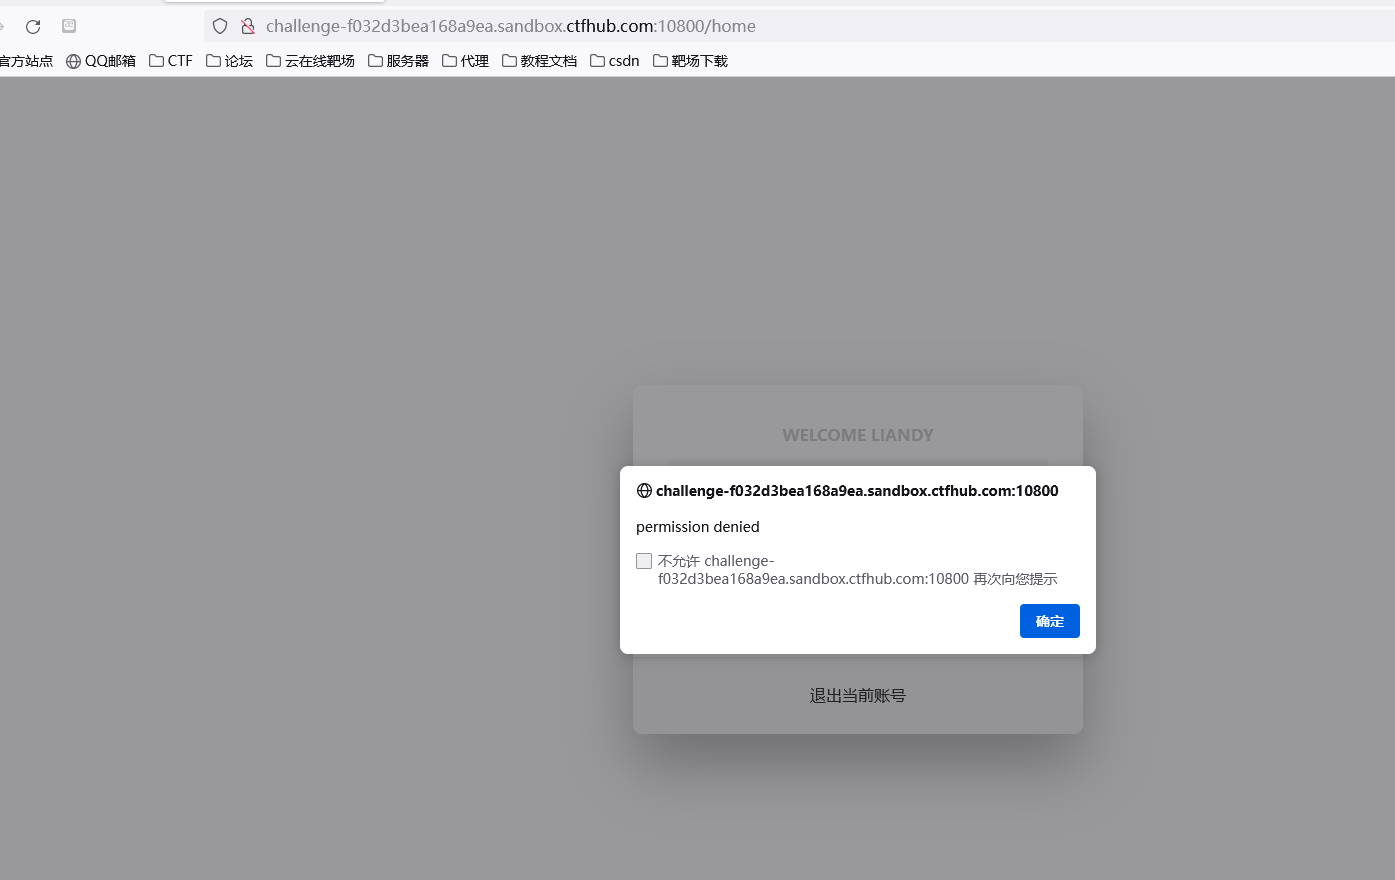 challenge-f032d3bea168a9ea.sandbox.ctfhub.com:10800/home
官方站点 QQ邮箱 CTF 论坛 云在线靶场 服务器 代理 教程文档 csdn 靶场下载
WELCOME LIANDY
challenge-f032d3bea168a9ea.sandbox.ctfhub.com:10800
permission denied
不允许 challenge-
f032d3bea168a9ea.sandbox.ctfhub.com:10800 再次向您提示
确定
退出当前账号